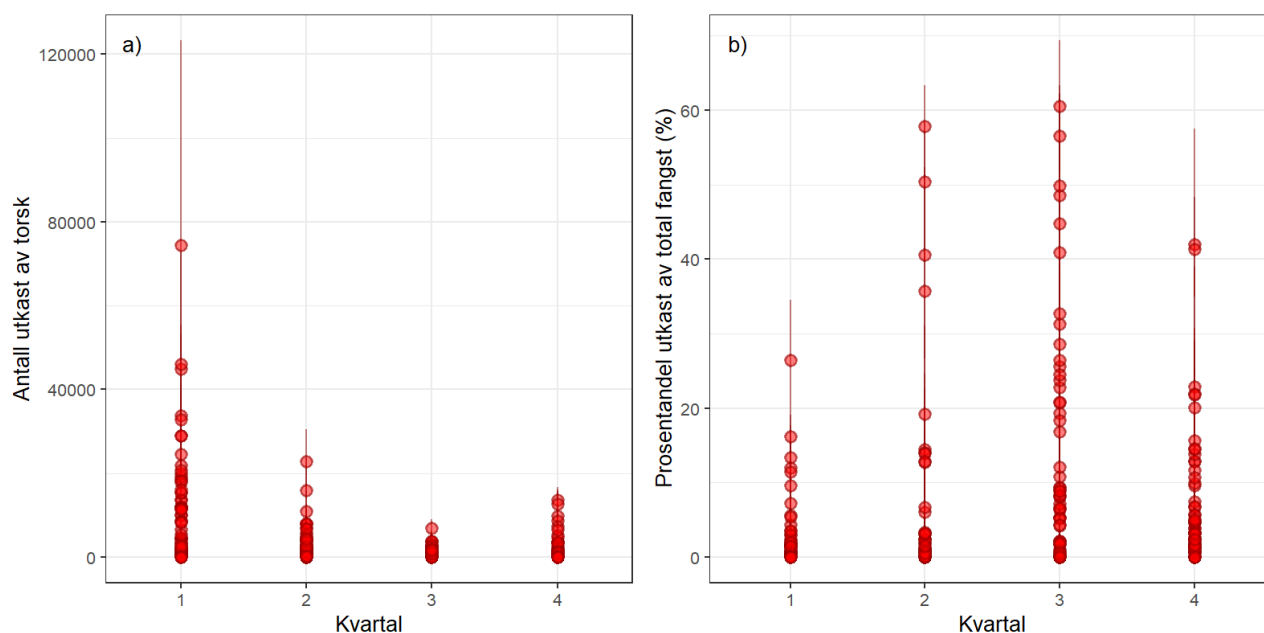 a)
Antall utkast av torsk
120000
80000
40000
0
1 2 3 4
Kvartal
b)
Prosentandel utkast av total fangst (%)
60
40
20
0
1 2 3 4
Kvartal